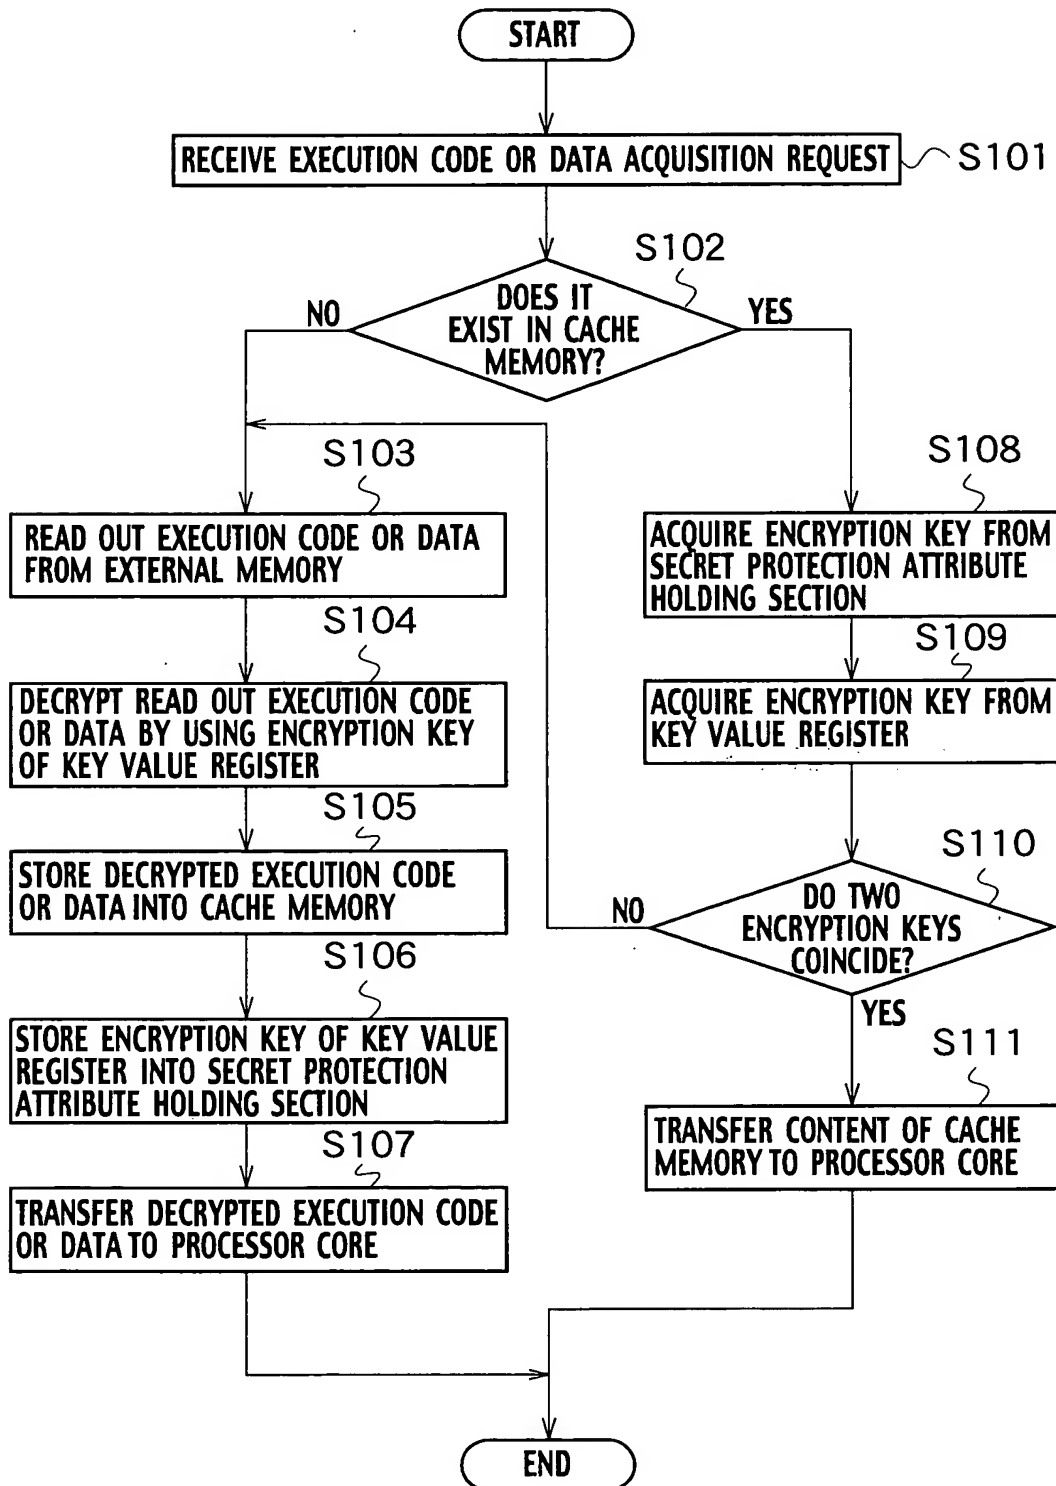 START
RECEIVE EXECUTION CODE OR DATA ACQUISITION REQUEST
S101
S102
DOES IT
EXIST IN CACHE
MEMORY?
NO
YES
S103
READ OUT EXECUTION CODE OR DATA
FROM EXTERNAL MEMORY
S104
DECRYPT READ OUT EXECUTION CODE
OR DATA BY USING ENCRYPTION KEY
OF KEY VALUE REGISTER
S105
STORE DECRYPTED EXECUTION CODE
OR DATA INTO CACHE MEMORY
S106
STORE ENCRYPTION KEY OF KEY VALUE
REGISTER INTO SECRET PROTECTION
ATTRIBUTE HOLDING SECTION
S107
TRANSFER DECRYPTED EXECUTION CODE
OR DATA TO PROCESSOR CORE
S108
ACQUIRE ENCRYPTION KEY FROM
SECRET PROTECTION ATTRIBUTE
HOLDING SECTION
S109
ACQUIRE ENCRYPTION KEY FROM
KEY VALUE REGISTER
S110
DO TWO
ENCRYPTION KEYS
COINCIDE?
NO
YES
S111
TRANSFER CONTENT OF CACHE
MEMORY TO PROCESSOR CORE
END